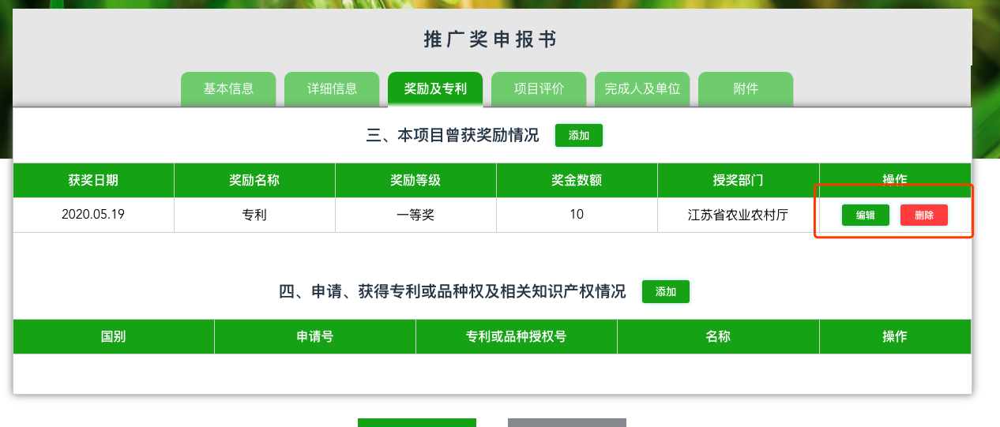 推广奖申报书
基本信息 详细信息 奖励及专利 项目评价 完成人及单位 附件
三、本项目曾获奖励情况 添加
获奖日期 奖励名称 奖励等级 奖金数额 授奖部门 操作
2020.05.19 专利 一等奖 10 江苏省农业农村厅 编辑 删除
四、申请、获得专利或品种权及相关知识产权情况 添加
国别 申请号 专利或品种授权号 名称 操作